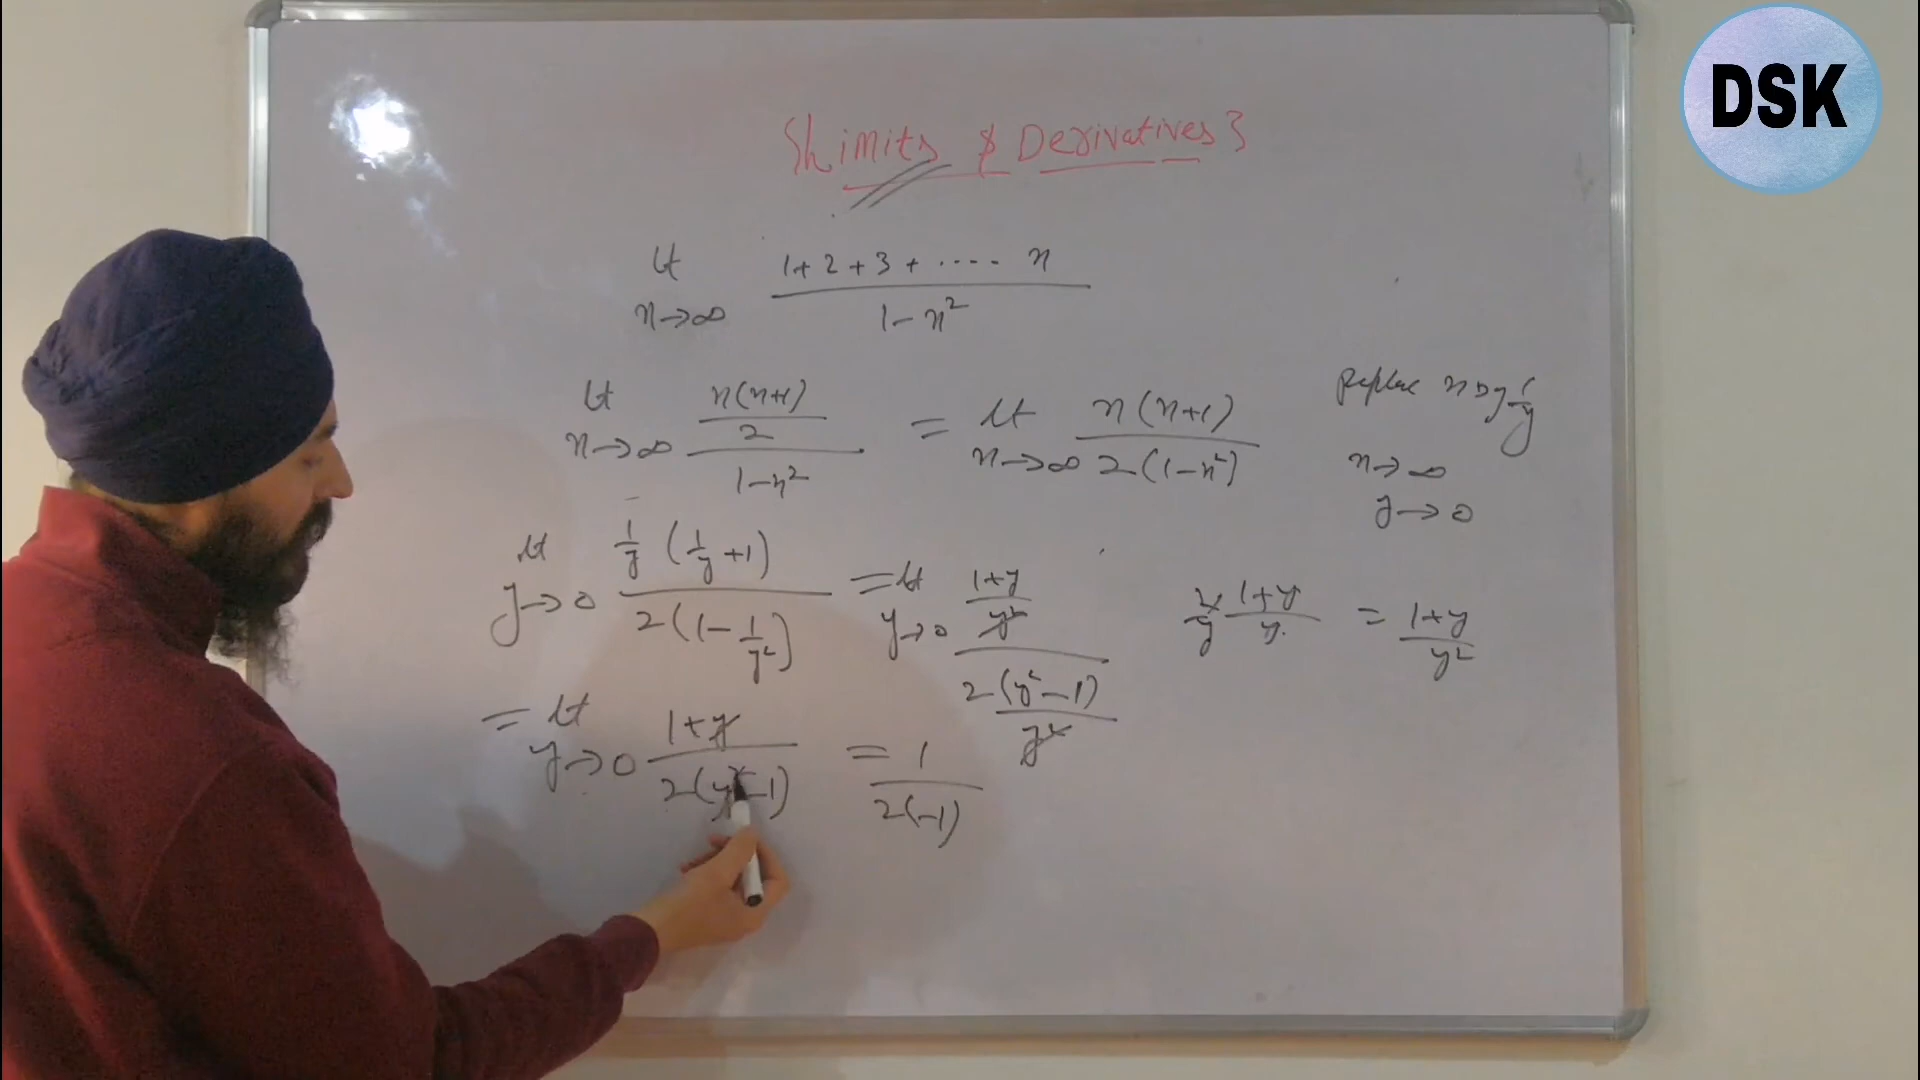 DSK
{Limits & Derivatives}
lt n→∞ (1+2+3+ ---- n)/(1-n²)
lt n→∞ (n(n+1)/2)/(1-n²) = lt n→∞ n(n+1)/(2(1-n²))
Replace n by 1/y
n→∞
y→0
lt y→0 (1/y (1/y +1))/(2(1-1/y²)) = lt y→0 ((1+y)/y²)/(2(y²-1)/y²)
1/y (1+y)/y = (1+y)/y²
= lt y→0 (1+y)/(2(y²-1)) = 1/(2(-1))